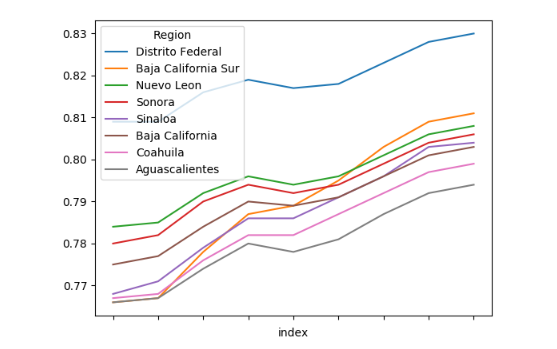 0.83
0.82
0.81
0.80
0.79
0.78
0.77
Region
Distrito Federal
Baja California Sur
Nuevo Leon
Sonora
Sinaloa
Baja California
Coahuila
Aguascalientes
index